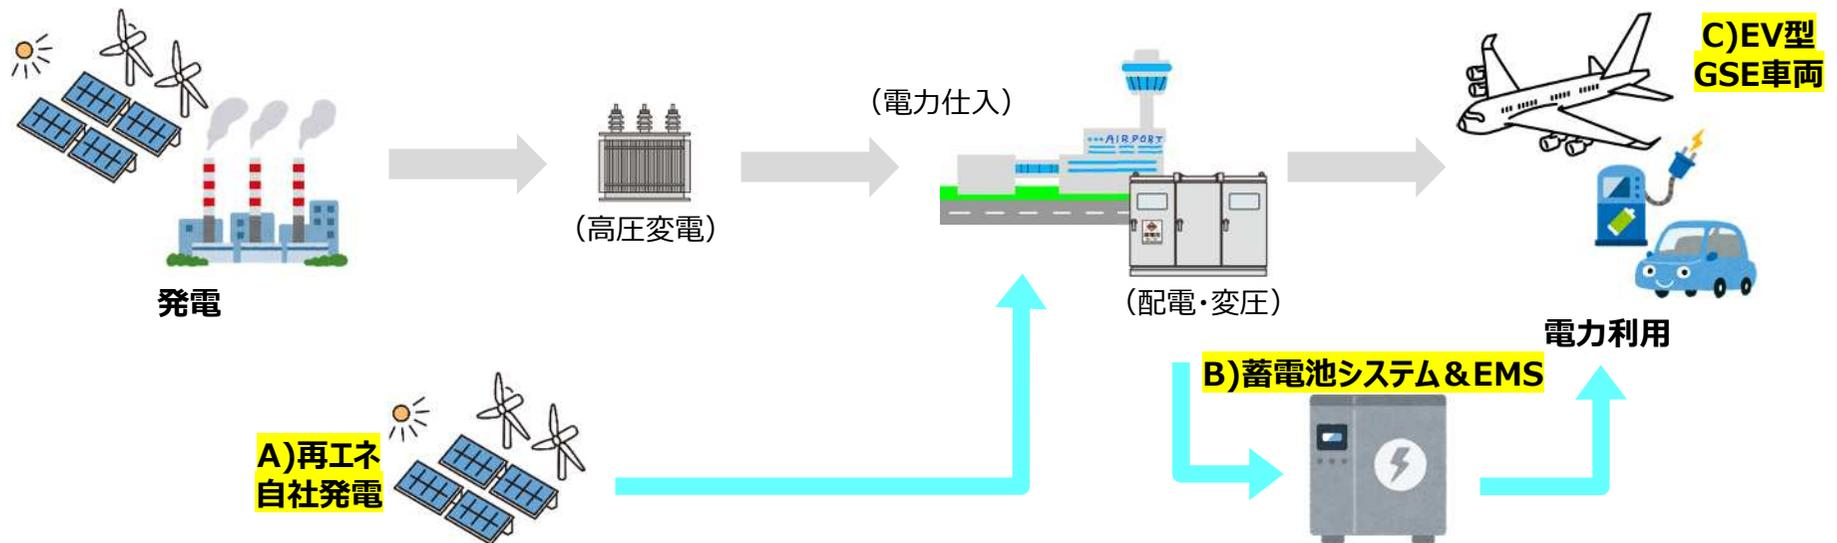 C)EV型
GSE車両
（電力仕入）
AIRPORT
（高圧変電）
発電
（配電・変圧）
電力利用
B)蓄電池システム＆EMS
A)再エネ
自社発電